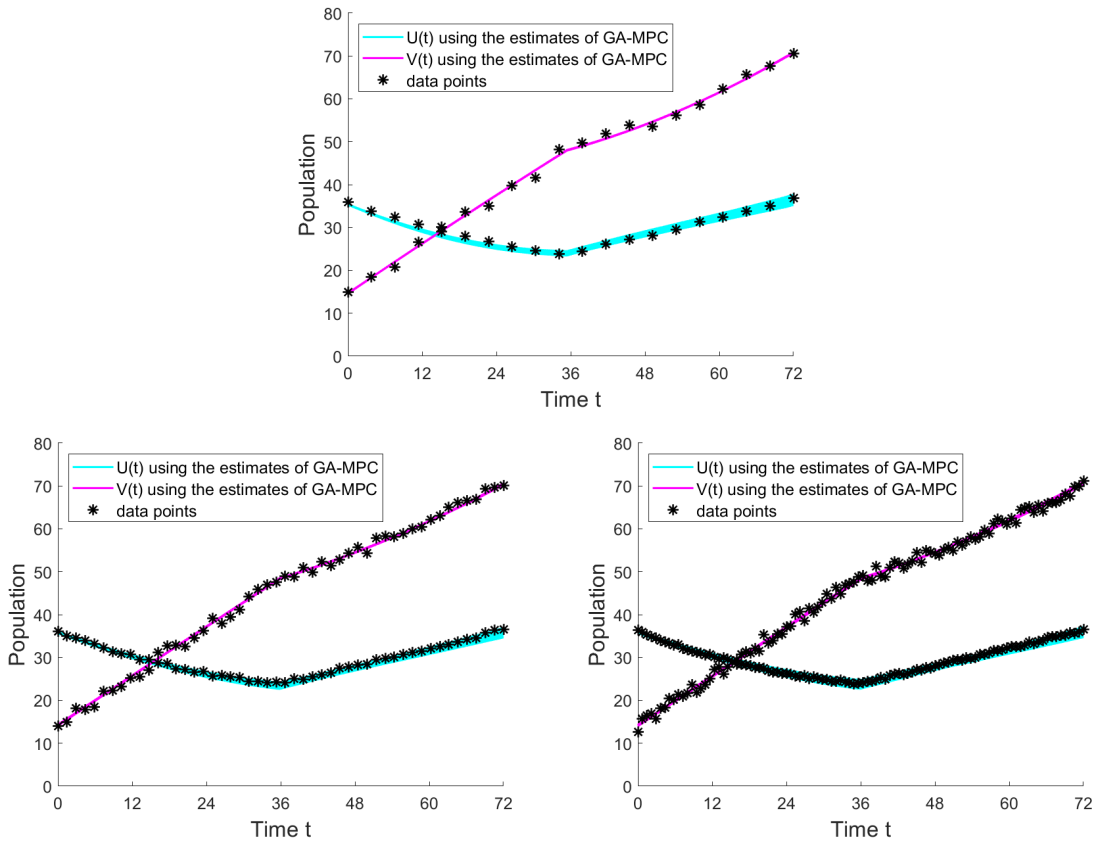 80
70
60
50
40
30
20
10
0
Population
U(t) using the estimates of GA-MPC
V(t) using the estimates of GA-MPC
data points
0 12 24 36 48 60 72
Time t
80
70
60
50
40
30
20
10
0
Population
U(t) using the estimates of GA-MPC
V(t) using the estimates of GA-MPC
data points
0 12 24 36 48 60 72
Time t
80
70
60
50
40
30
20
10
0
Population
U(t) using the estimates of GA-MPC
V(t) using the estimates of GA-MPC
data points
0 12 24 36 48 60 72
Time t